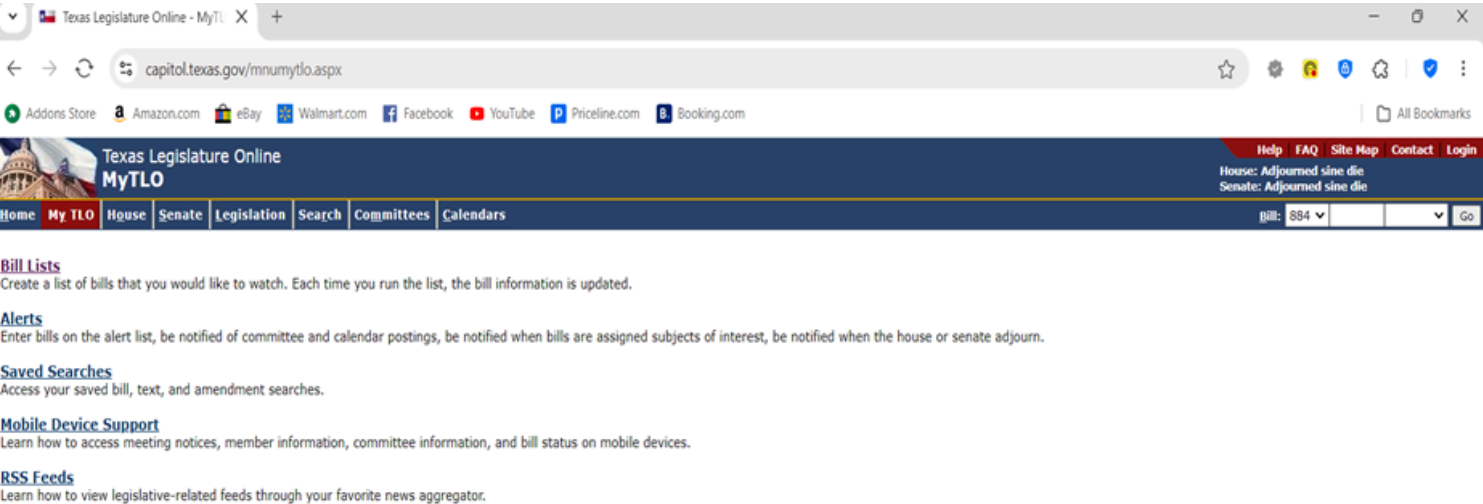 Texas Legislature Online - MyTL
capitol.texas.gov/mnumytlo.aspx
Addons Store Amazon.com eBay Walmart.com Facebook YouTube Priceline.com Booking.com All Bookmarks
Texas Legislature Online
MyTLO
Help FAQ Site Map Contact Login
House: Adjourned sine die
Senate: Adjourned sine die
Home My TLO House Senate Legislation Search Committees Calendars Bill: 884 Go
Bill Lists
Create a list of bills that you would like to watch. Each time you run the list, the bill information is updated.
Alerts
Enter bills on the alert list, be notified of committee and calendar postings, be notified when bills are assigned subjects of interest, be notified when the house or senate adjourn.
Saved Searches
Access your saved bill, text, and amendment searches.
Mobile Device Support
Learn how to access meeting notices, member information, committee information, and bill status on mobile devices.
RSS Feeds
Learn how to view legislative-related feeds through your favorite news aggregator.